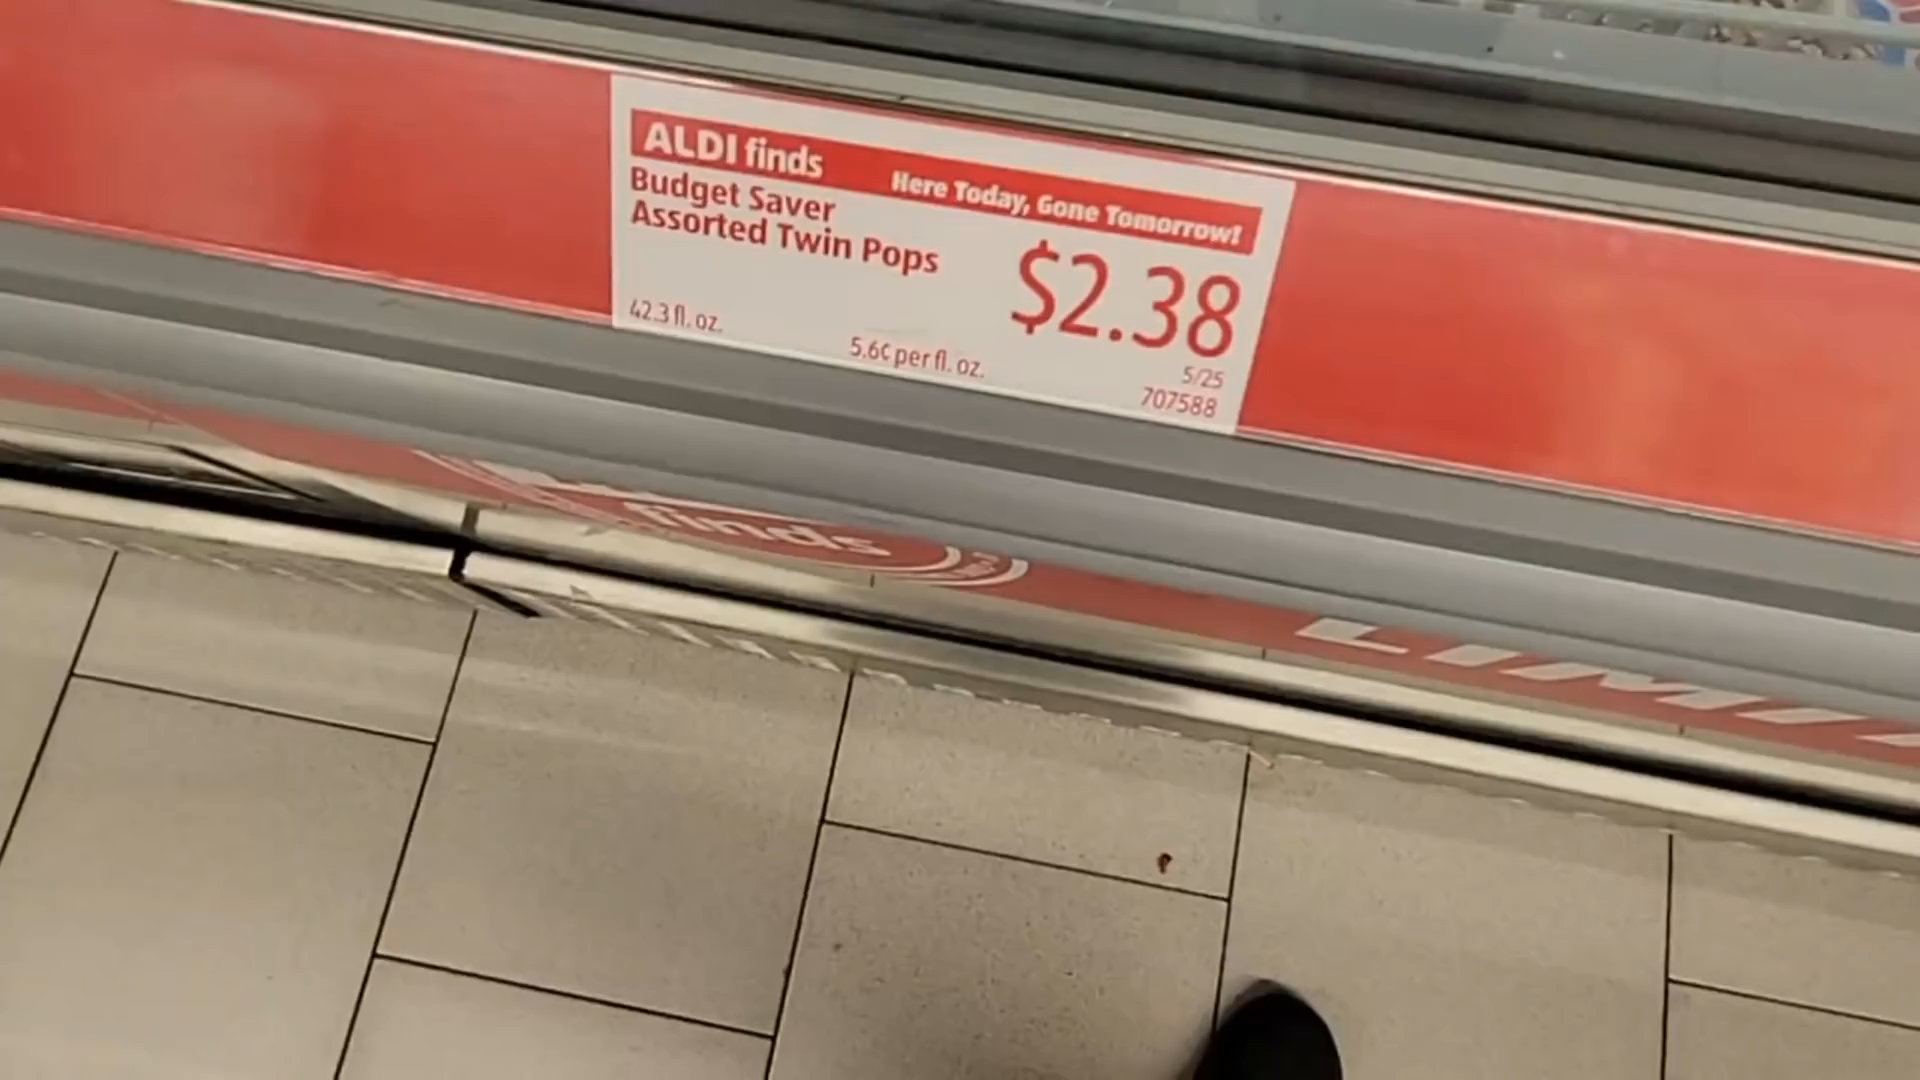 ALDI finds
Here Today, Gone Tomorrow!
Budget Saver
Assorted Twin Pops
$2.38
42.3 fl. oz.
5.6¢ per fl. oz.
5/25
707588
finds